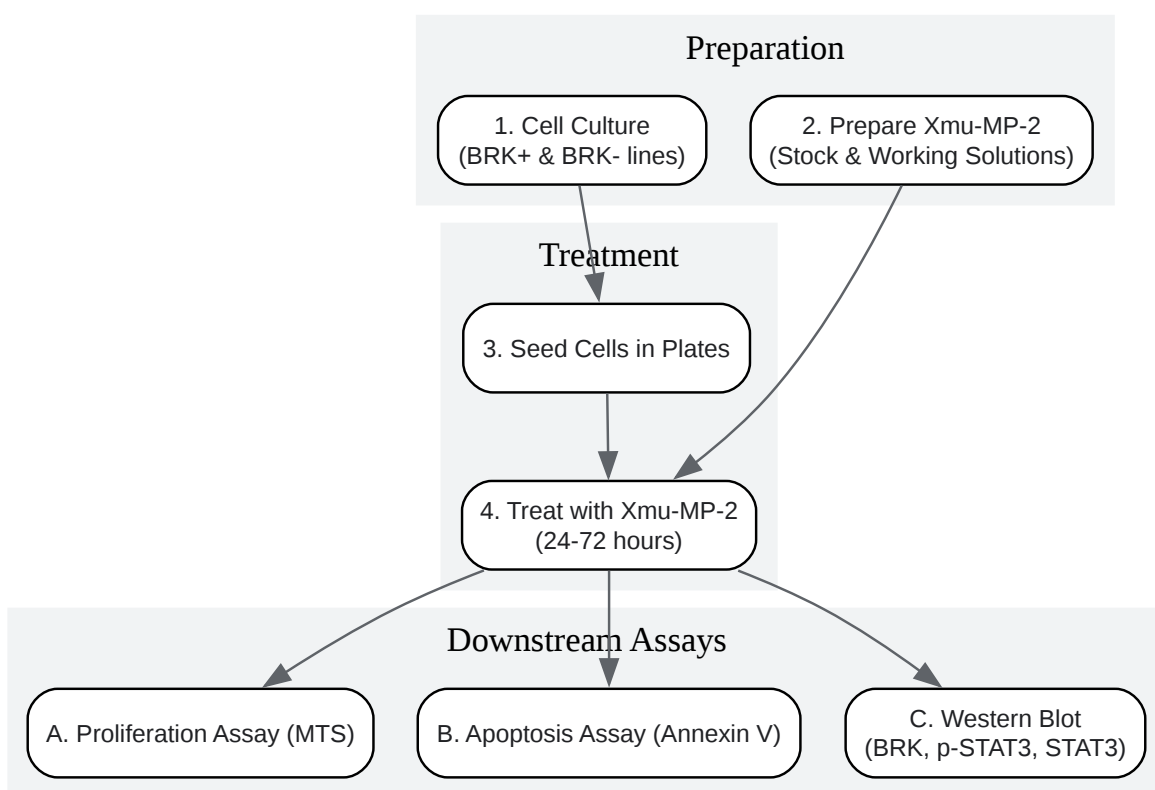 Preparation
1. Cell Culture
(BRK+ & BRK- lines)
2. Prepare Xmu-MP-2
(Stock & Working Solutions)
Treatment
3. Seed Cells in Plates
4. Treat with Xmu-MP-2
(24-72 hours)
Downstream Assays
A. Proliferation Assay (MTS)
B. Apoptosis Assay (Annexin V)
C. Western Blot
(BRK, p-STAT3, STAT3)